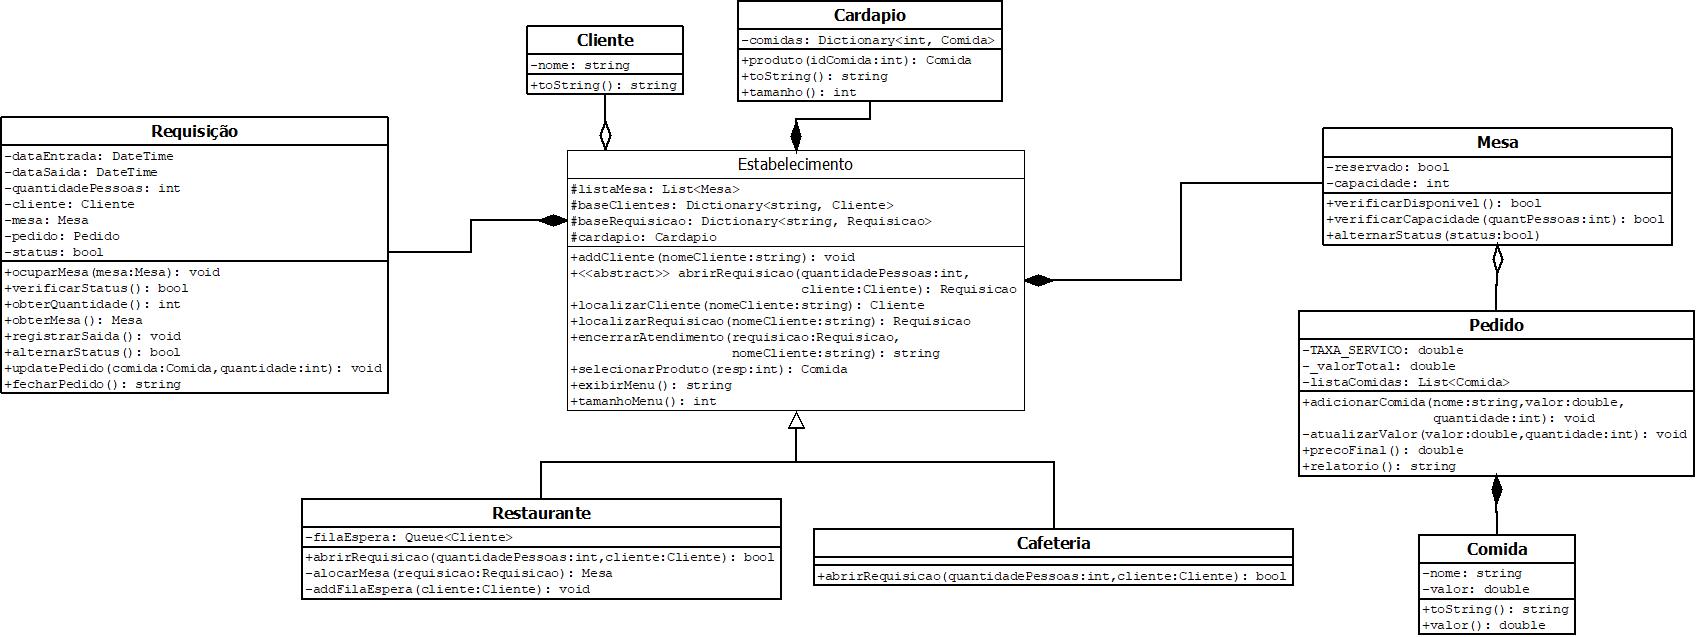 Cardapio
-comidas: Dictionary<int, Comida>
+produto(idComida:int): Comida
+toString(): string
+tamanho(): int
Cliente
-nome: string
+toString(): string
Requisição
-dataEntrada: DateTime
-dataSaida: DateTime
-quantidadePessoas: int
-cliente: Cliente
-mesa: Mesa
-pedido: Pedido
-status: bool
+ocuparMesa(mesa:Mesa): void
+verificarStatus(): bool
+obterQuantidade(): int
+obterMesa(): Mesa
+registrarSaida(): void
+alternarStatus(): bool
+updatePedido(comida:Comida,quantidade:int): void
+fecharPedido(): string
Estabelecimento
#listaMesa: List<Mesa>
#baseClientes: Dictionary<string, Cliente>
#baseRequisicao: Dictionary<string, Requisicao>
#cardapio: Cardapio
+addCliente(nomeCliente:string): void
+<<abstract>> abrirRequisicao(quantidadePessoas:int,
cliente:Cliente): Requisicao
+localizarCliente(nomeCliente:string): Cliente
+localizarRequisicao(nomeCliente:string): Requisicao
+encerrarAtendimento(requisicao:Requisicao,
nomeCliente:string): string
+selecionarProduto(resp:int): Comida
+exibirMenu(): string
+tamanhoMenu(): int
Mesa
-reservado: bool
-capacidade: int
+verificarDisponivel(): bool
+verificarCapacidade(quantPessoas:int): bool
+alternarStatus(status:bool)
Pedido
-TAXA_SERVICO: double
-_valorTotal: double
-listaComidas: List<Comida>
+adicionarComida(nome:string,valor:double,
quantidade:int): void
-atualizarValor(valor:double,quantidade:int): void
+precoFinal(): double
+relatorio(): string
Restaurante
-filaEspera: Queue<Cliente>
+abrirRequisicao(quantidadePessoas:int,cliente:Cliente): bool
-alocarMesa(requisicao:Requisicao): Mesa
-addFilaEspera(cliente:Cliente): void
Cafeteria
+abrirRequisicao(quantidadePessoas:int,cliente:Cliente): bool
Comida
-nome: string
-valor: double
+toString(): string
+valor(): double